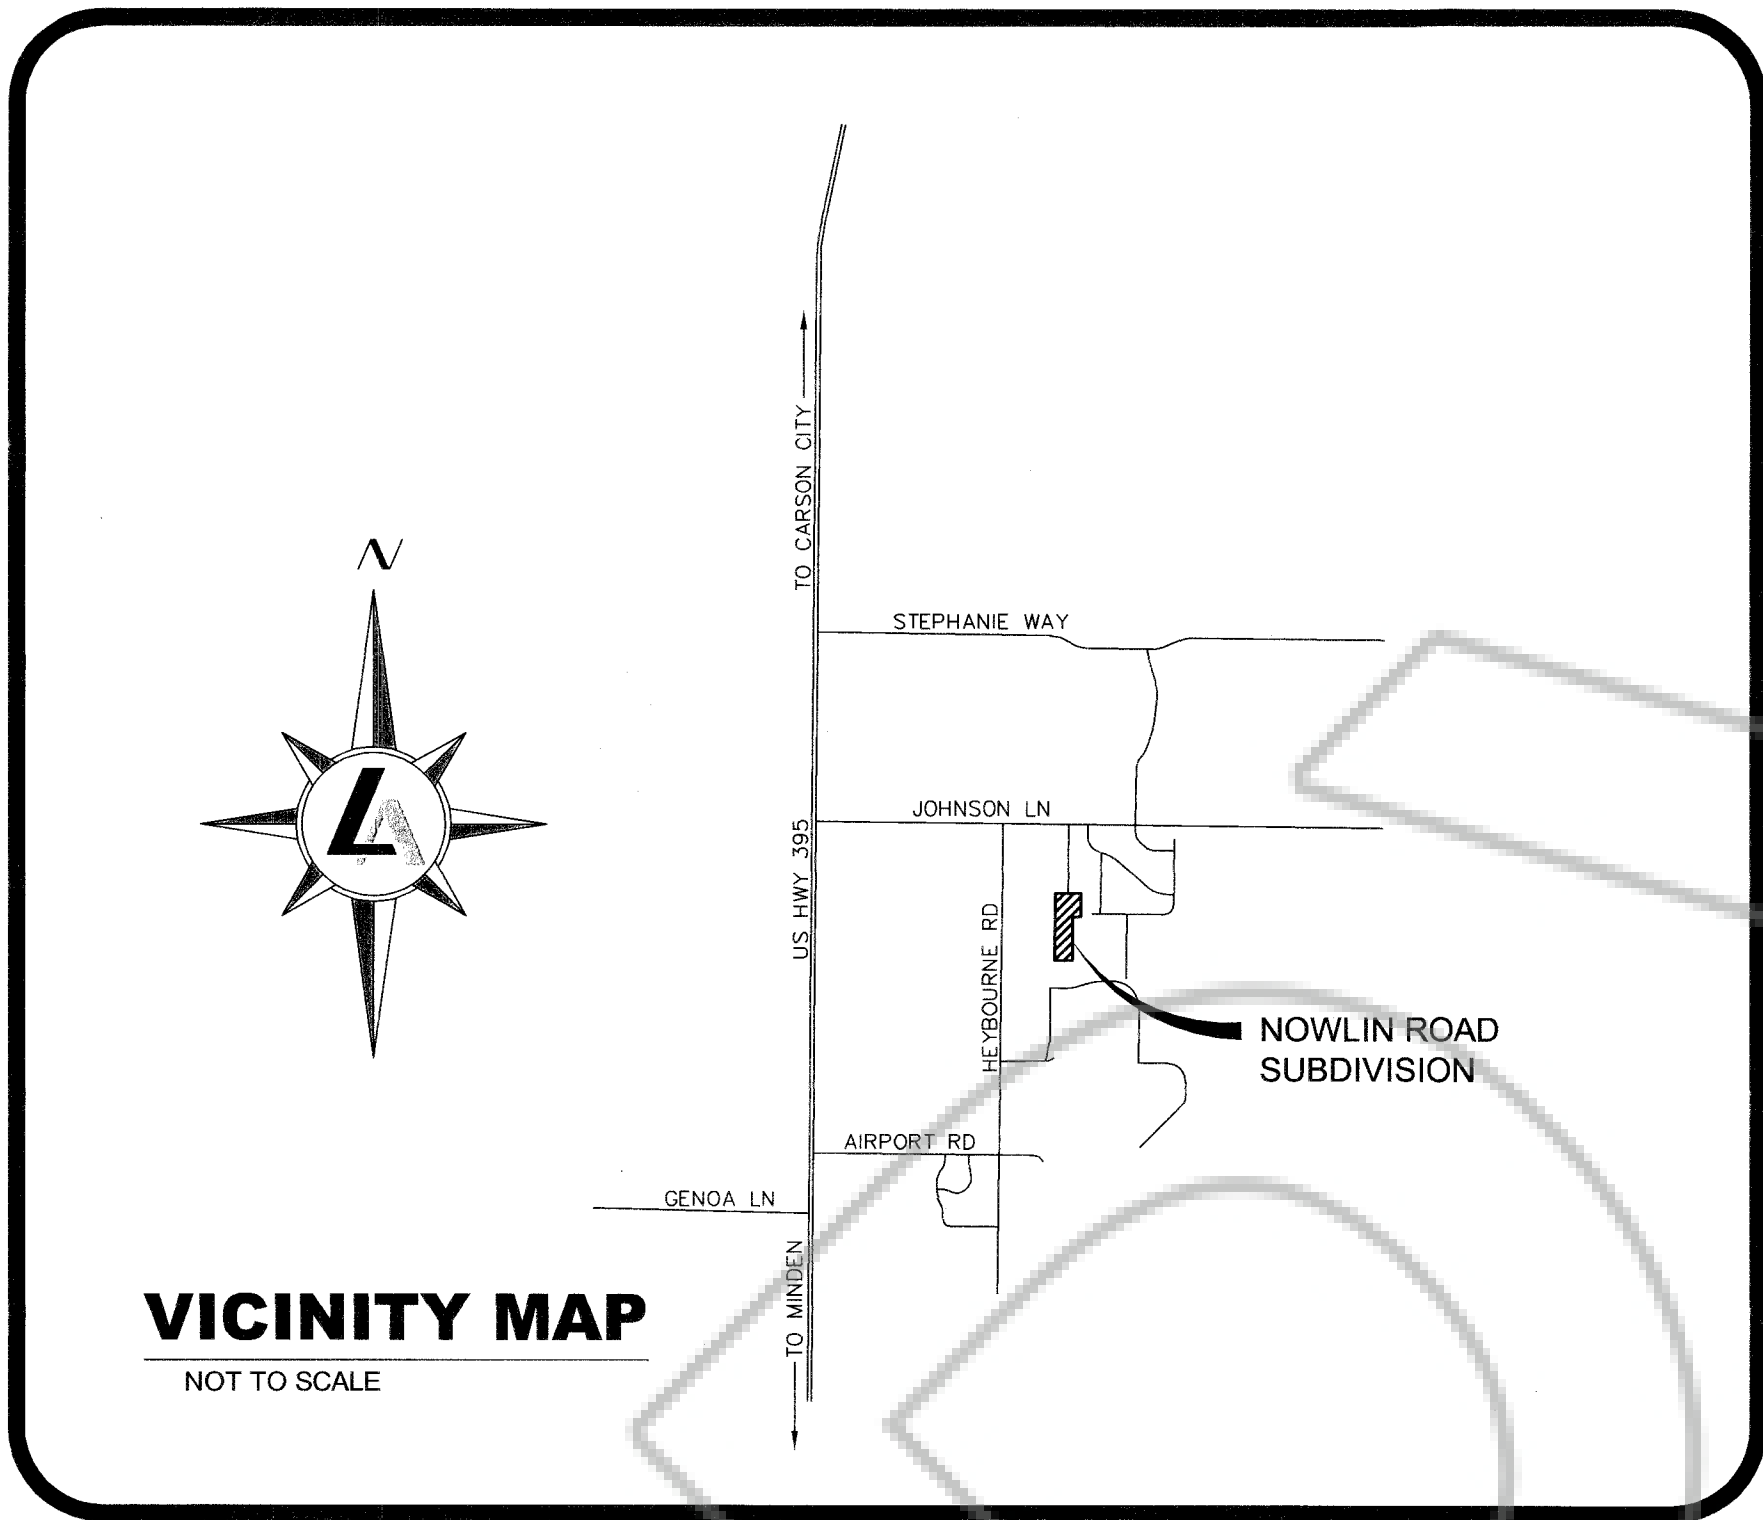 TO CARSON CITY
N
STEPHANIE WAY
JOHNSON LN
LA
US HWY 395
HEYBOURNE RD
NOWLIN ROAD
SUBDIVISION
AIRPORT RD
GENOA LN
TO MINDEN
VICINITY MAP
NOT TO SCALE